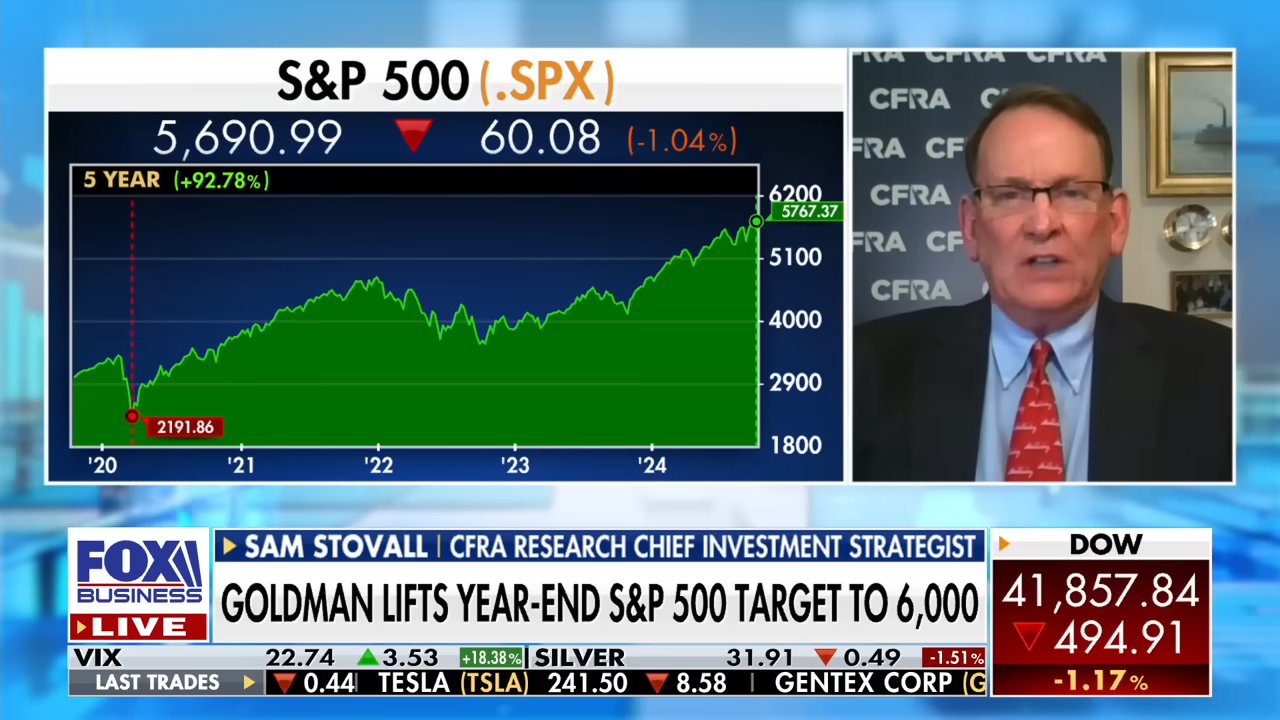 S&P 500 (.SPX)
5,690.99 ▼ 60.08 (-1.04%)
5 YEAR (+92.78%)
6200
5767.37
5100
4000
2900
1800
2191.86
'20 '21 '22 '23 '24
CFRA CFRA
CFRA
CFRA
CFRA
FOX
BUSINESS
LIVE
SAM STOVALL | CFRA RESEARCH CHIEF INVESTMENT STRATEGIST
GOLDMAN LIFTS YEAR-END S&P 500 TARGET TO 6,000
VIX 22.74 ▲ 3.53 +18.38% SILVER 31.91 ▼ 0.49 -1.51%
LAST TRADES ▼ 0.44 | TESLA (TSLA) 241.50 ▼ 8.58 | GENTEX CORP (G
DOW
41,857.84
▽ 494.91
-1.17%